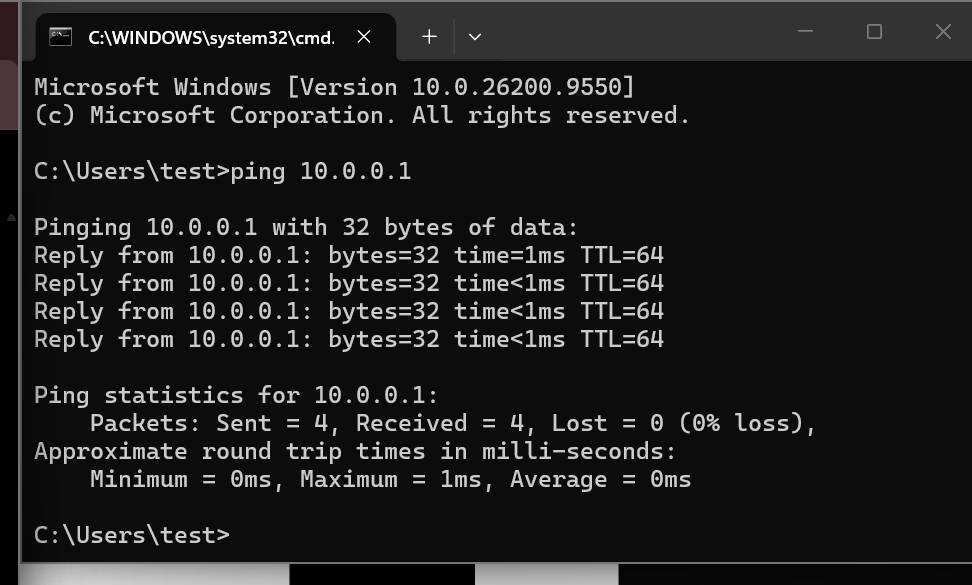 C:\WINDOWS\system32\cmd.
Microsoft Windows [Version 10.0.26200.9550]
(c) Microsoft Corporation. All rights reserved.
C:\Users\test>ping 10.0.0.1
Pinging 10.0.0.1 with 32 bytes of data:
Reply from 10.0.0.1: bytes=32 time=1ms TTL=64
Reply from 10.0.0.1: bytes=32 time<1ms TTL=64
Reply from 10.0.0.1: bytes=32 time<1ms TTL=64
Reply from 10.0.0.1: bytes=32 time<1ms TTL=64
Ping statistics for 10.0.0.1:
    Packets: Sent = 4, Received = 4, Lost = 0 (0% loss),
Approximate round trip times in milli-seconds:
    Minimum = 0ms, Maximum = 1ms, Average = 0ms
C:\Users\test>